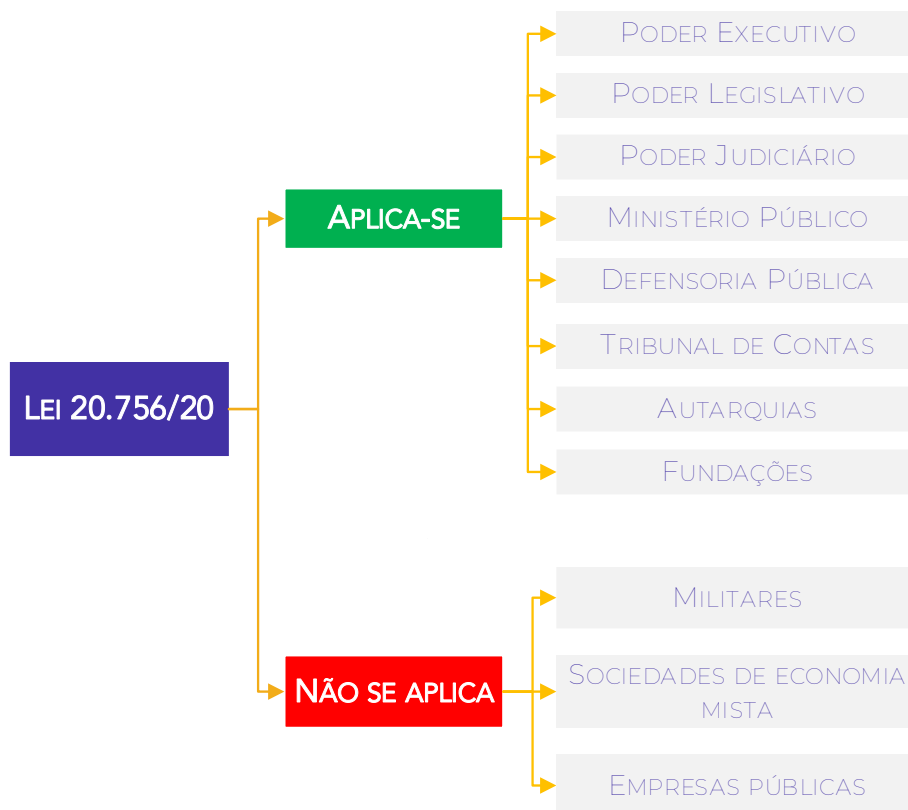 Lei 20.756/20
Aplica-se
Poder Executivo
Poder Legislativo
Poder Judiciário
Ministério Público
Defensoria Pública
Tribunal de Contas
Autarquias
Fundações
Não se aplica
Militares
Sociedades de economia
mista
Empresas públicas